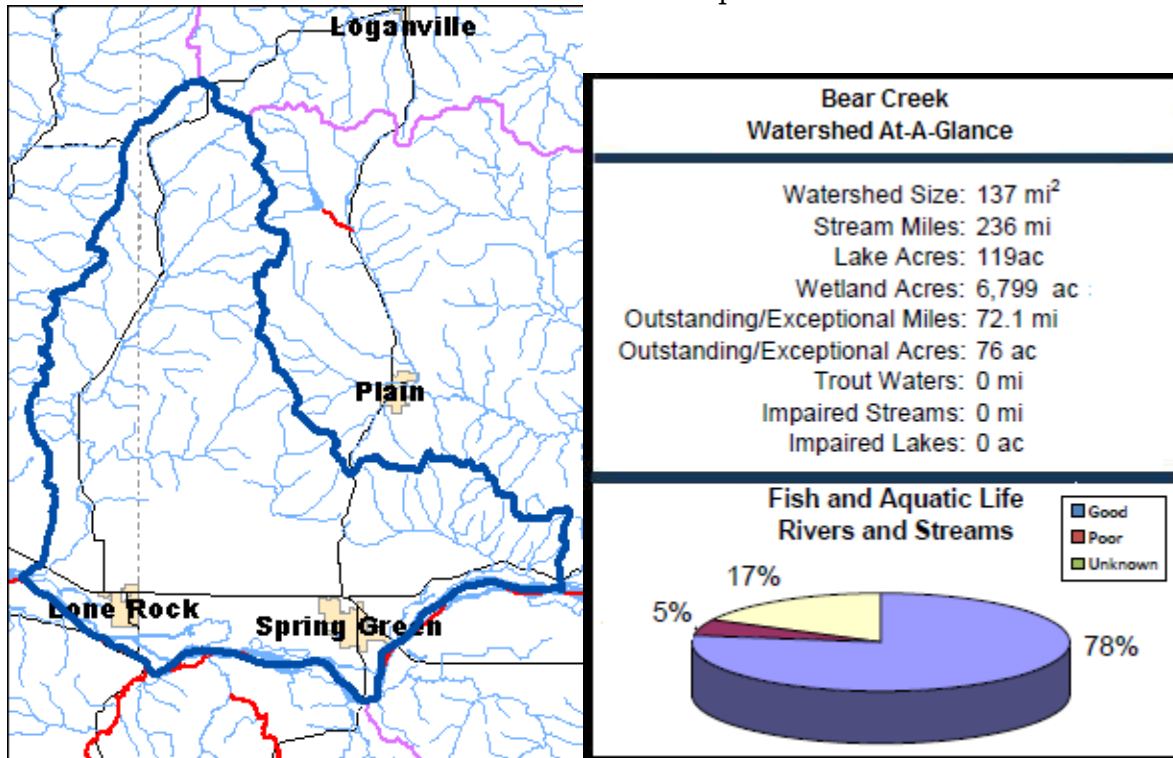 Loganville
Plain
Lone Rock
Spring Green
Bear Creek
Watershed At-A-Glance
Watershed Size: 137 mi²
Stream Miles: 236 mi
Lake Acres: 119ac
Wetland Acres: 6,799 ac
Outstanding/Exceptional Miles: 72.1 mi
Outstanding/Exceptional Acres: 76 ac
Trout Waters: 0 mi
Impaired Streams: 0 mi
Impaired Lakes: 0 ac
Fish and Aquatic Life
Rivers and Streams
Good
Poor
Unknown
17%
5%
78%